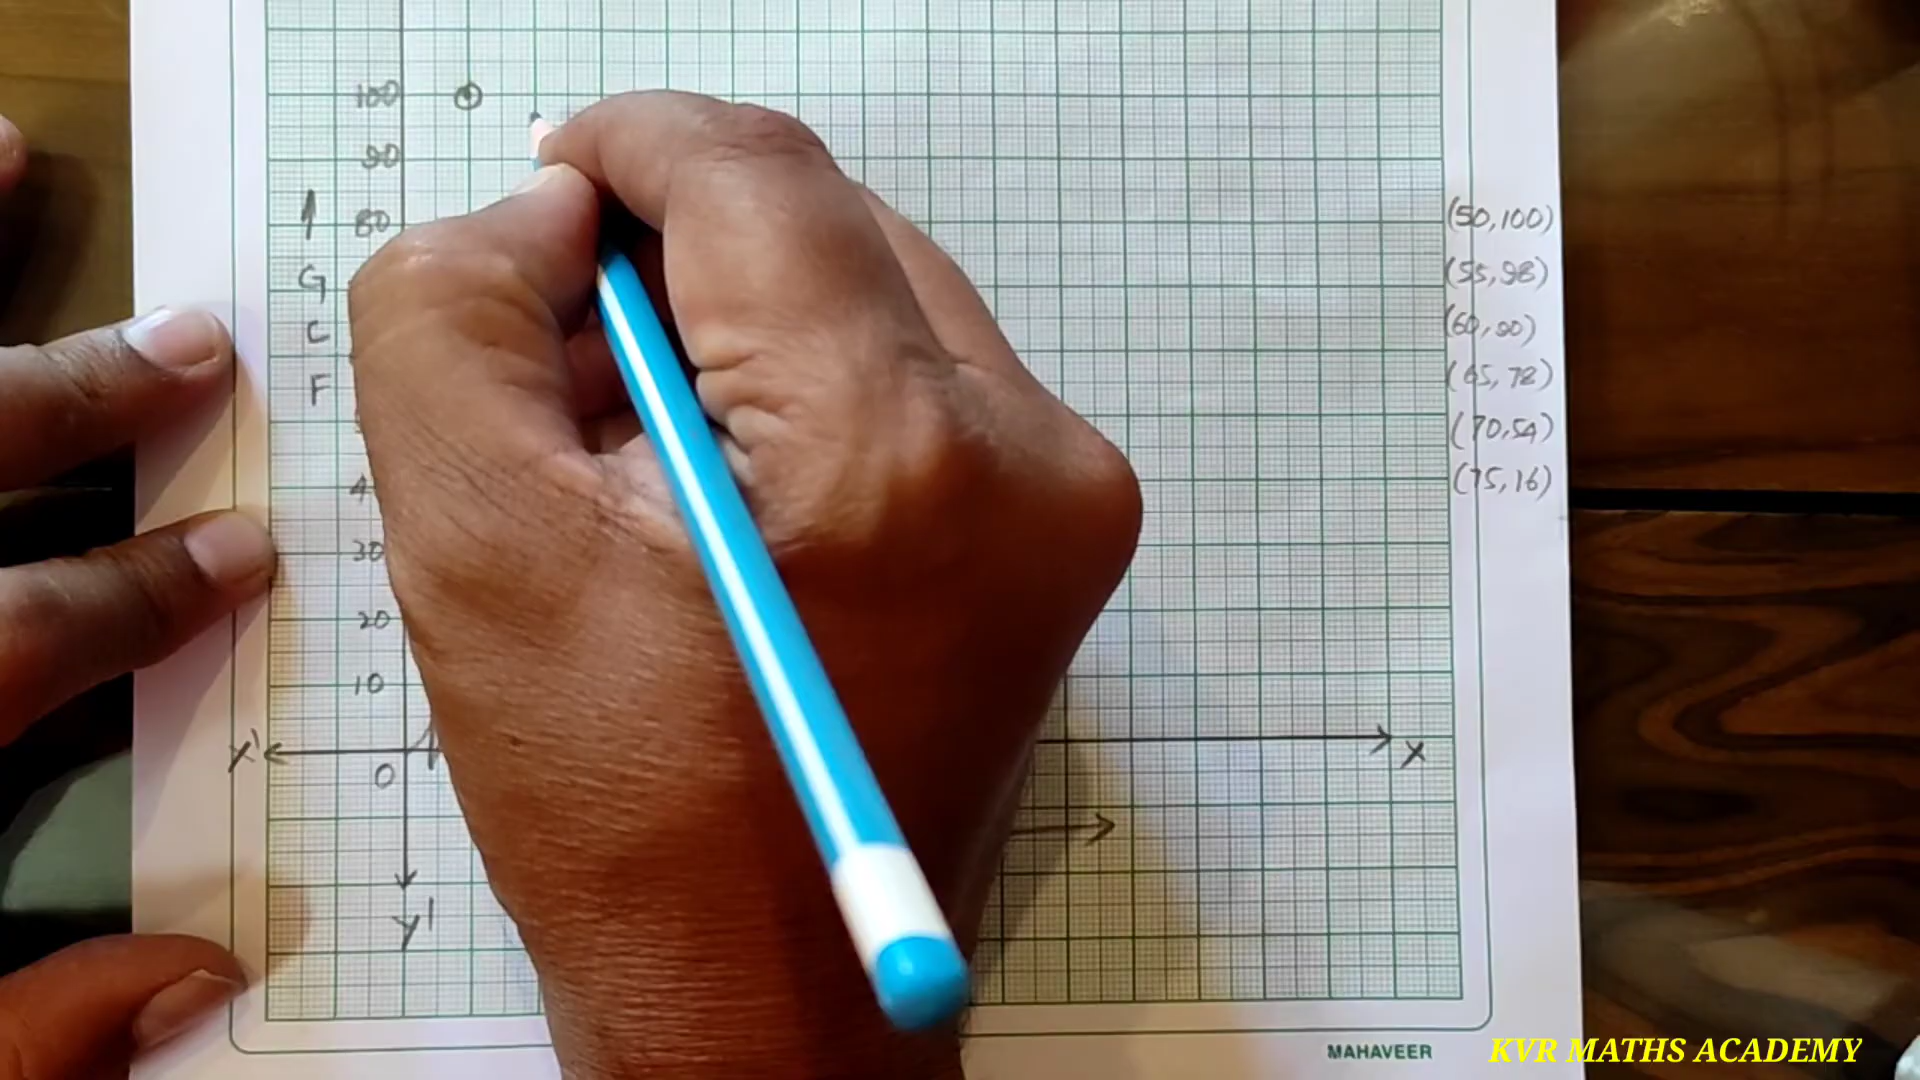 100
90
80
G
C
F
4
30
20
10
X'
0
X
Y'
(50,100)
(55,98)
(60,90)
(65,78)
(70,54)
(75,16)
MAHAVEER
KVR MATHS ACADEMY